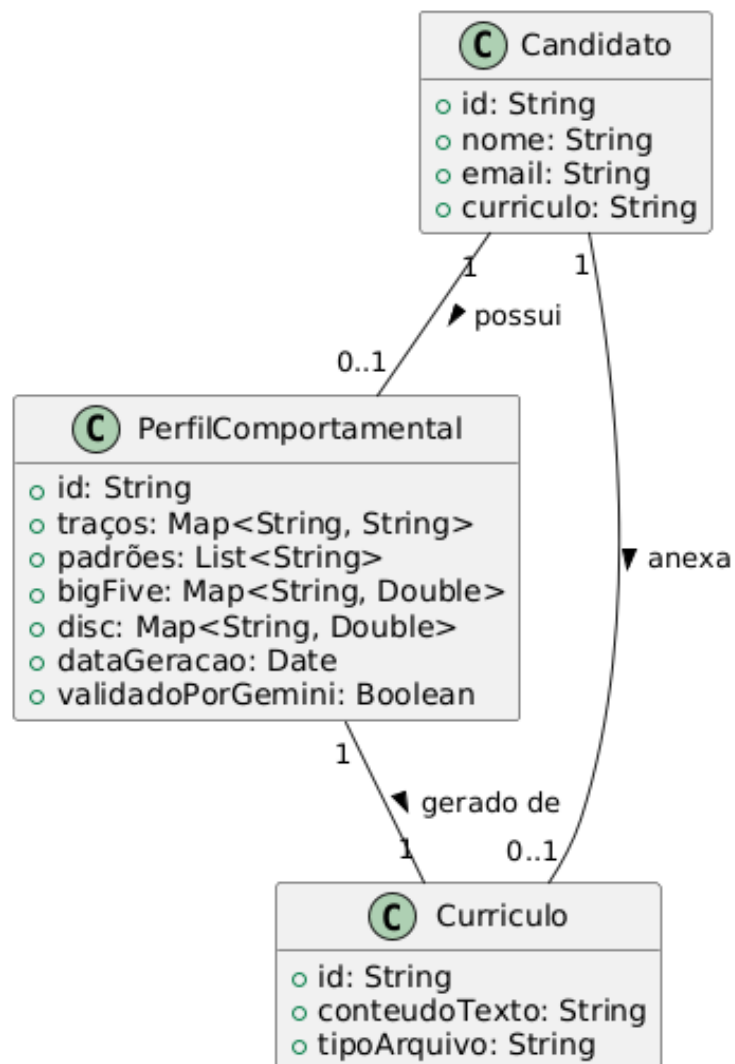 C Candidato
id: String
nome: String
email: String
curriculo: String
1
1
possui
0..1
C PerfilComportamental
id: String
traços: Map<String, String>
padrões: List<String>
bigFive: Map<String, Double>
disc: Map<String, Double>
dataGeracao: Date
validadoPorGemini: Boolean
anexa
1
gerado de
1
0..1
C Curriculo
id: String
conteudoTexto: String
tipoArquivo: String